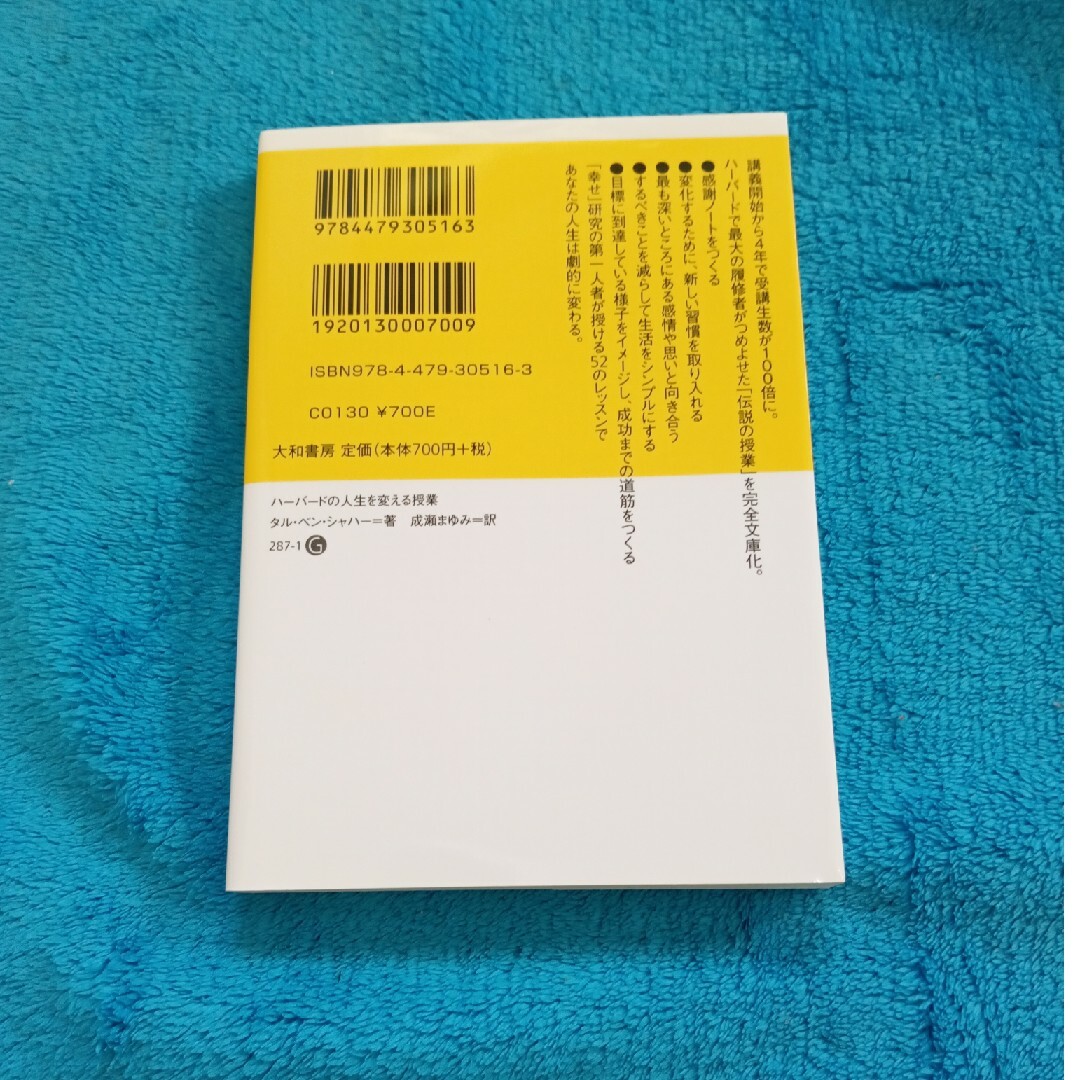 講義開始から4年で受講生数が100倍に。
ハーバードで最大の履修者がつめよせた「伝説の授業」を完全文庫化。
●感謝ノートをつくる
●変化するために、新しい習慣を取り入れる
●最も深いところにある感情や思いと向き合う
●するべきことを減らして生活をシンプルにする
●目標に到達している様子をイメージし、成功までの道筋をつくる
「幸せ」研究の第一人者が授ける52のレッスンで
あなたの人生は劇的に変わる。
9784479305163
1920130007009
ISBN978-4-479-30516-3
C0130 ¥700E
大和書房 定価(本体700円+税)
ハーバードの人生を変える授業
タル・ベン・シャハー=著 成瀬まゆみ=訳
287-1 G